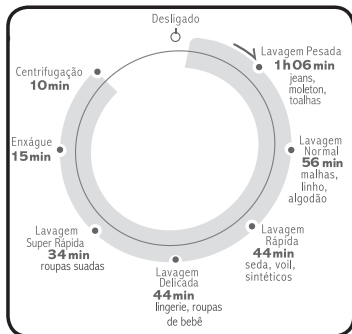 Desligado
Lavagem Pesada
1h06min
jeans,
moleton,
toalhas
Lavagem
Normal
56 min
malhas,
linho,
algodão
Lavagem
Rápida
44min
seda, voil,
sintéticos
Lavagem
Delicada
44min
lingerie, roupas
de bebê
Lavagem
Super Rápida
34min
roupas suadas
Enxágue
15min
Centrifugação
10min